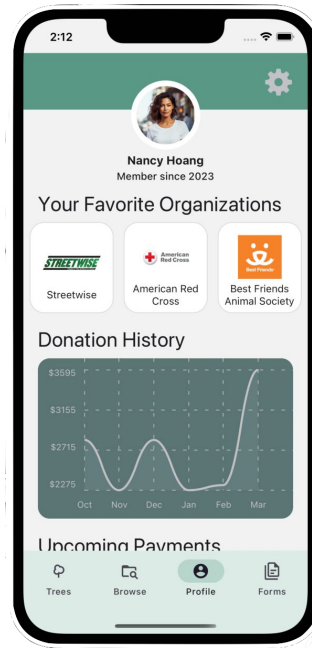 2:12
Nancy Hoang
Member since 2023
Your Favorite Organizations
STREETWISE
American
Red Cross
Best Friends
Streetwise
American Red
Cross
Best Friends
Animal Society
Donation History
$3595
$3155
$2715
$2275
Oct Nov Dec Jan Feb Mar
Upcoming Payments
Trees Browse Profile Forms